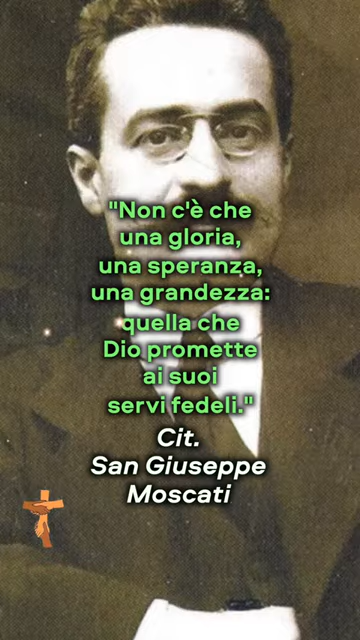 "Non c'è che
una gloria,
una speranza,
una grandezza:
quella che
Dio promette
ai suoi
servi fedeli."
Cit.
San Giuseppe
Moscati